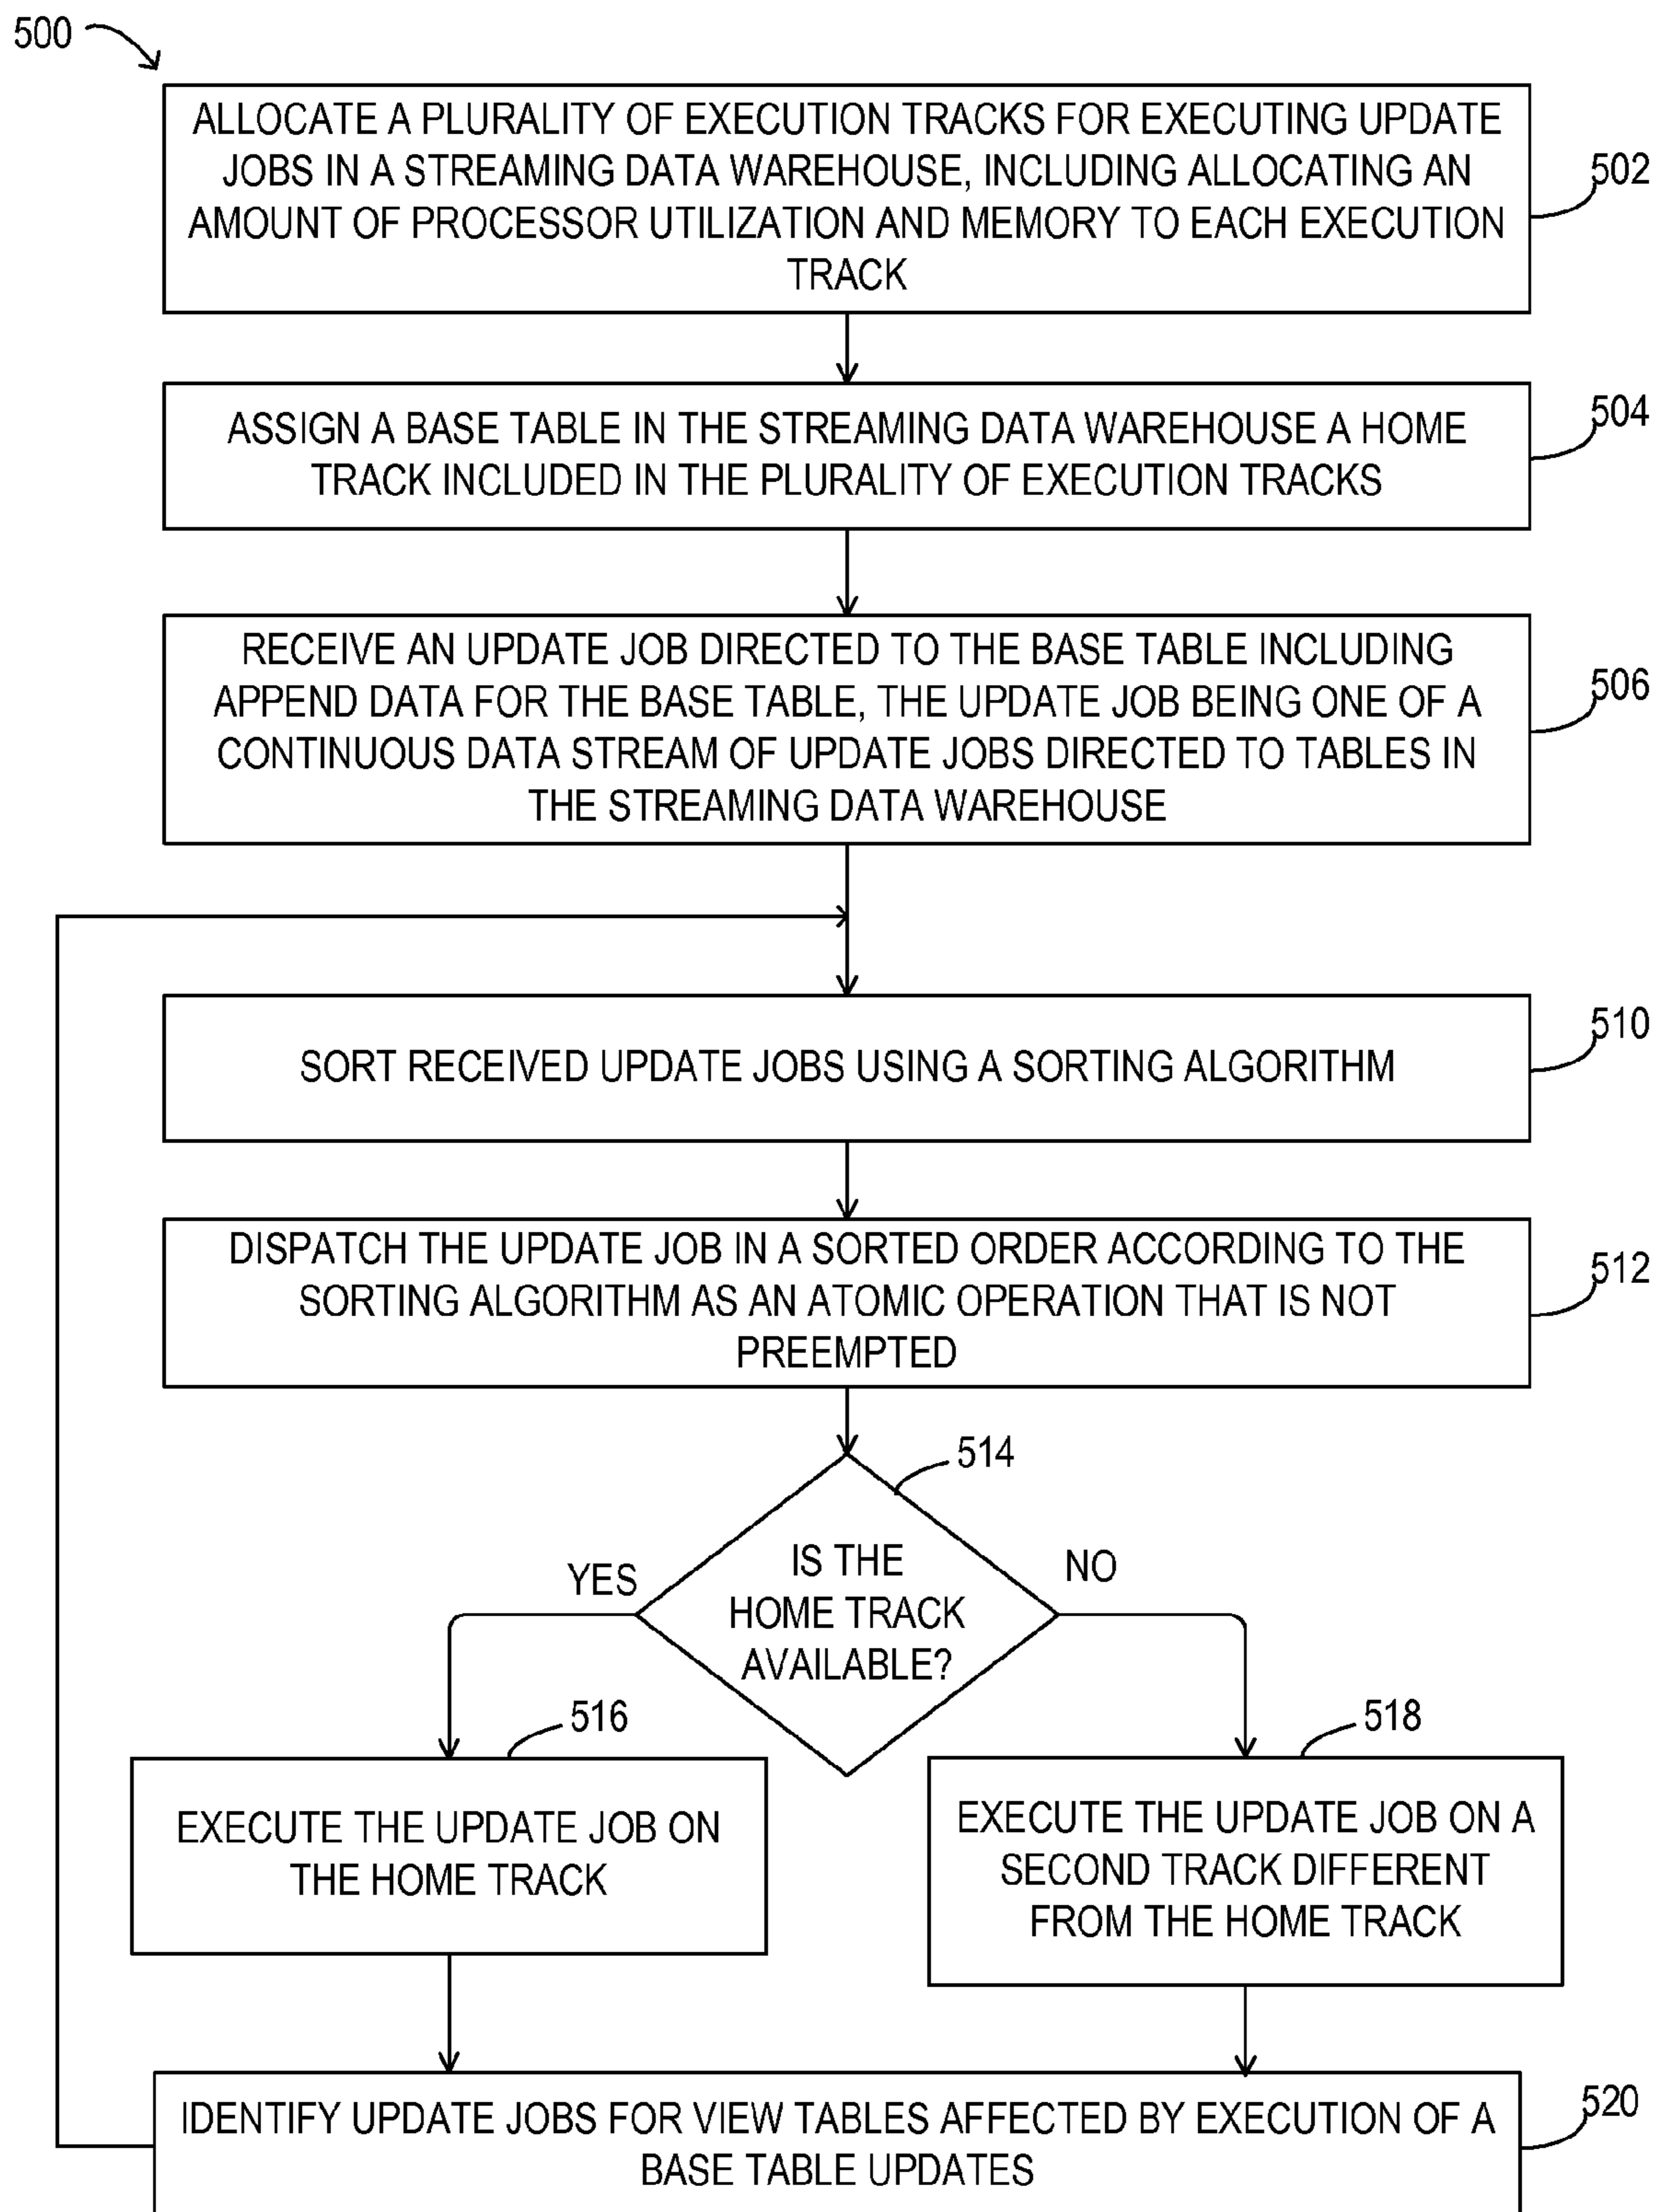 500
ALLOCATE A PLURALITY OF EXECUTION TRACKS FOR EXECUTING UPDATE
JOBS IN A STREAMING DATA WAREHOUSE, INCLUDING ALLOCATING AN
AMOUNT OF PROCESSOR UTILIZATION AND MEMORY TO EACH EXECUTION
TRACK
502
ASSIGN A BASE TABLE IN THE STREAMING DATA WAREHOUSE A HOME
TRACK INCLUDED IN THE PLURALITY OF EXECUTION TRACKS
504
RECEIVE AN UPDATE JOB DIRECTED TO THE BASE TABLE INCLUDING
APPEND DATA FOR THE BASE TABLE, THE UPDATE JOB BEING ONE OF A
CONTINUOUS DATA STREAM OF UPDATE JOBS DIRECTED TO TABLES IN
THE STREAMING DATA WAREHOUSE
506
SORT RECEIVED UPDATE JOBS USING A SORTING ALGORITHM
510
DISPATCH THE UPDATE JOB IN A SORTED ORDER ACCORDING TO THE
SORTING ALGORITHM AS AN ATOMIC OPERATION THAT IS NOT
PREEMPTED
512
514
IS THE
HOME TRACK
AVAILABLE?
YES
NO
516
EXECUTE THE UPDATE JOB ON
THE HOME TRACK
518
EXECUTE THE UPDATE JOB ON A
SECOND TRACK DIFFERENT
FROM THE HOME TRACK
IDENTIFY UPDATE JOBS FOR VIEW TABLES AFFECTED BY EXECUTION OF A
BASE TABLE UPDATES
520